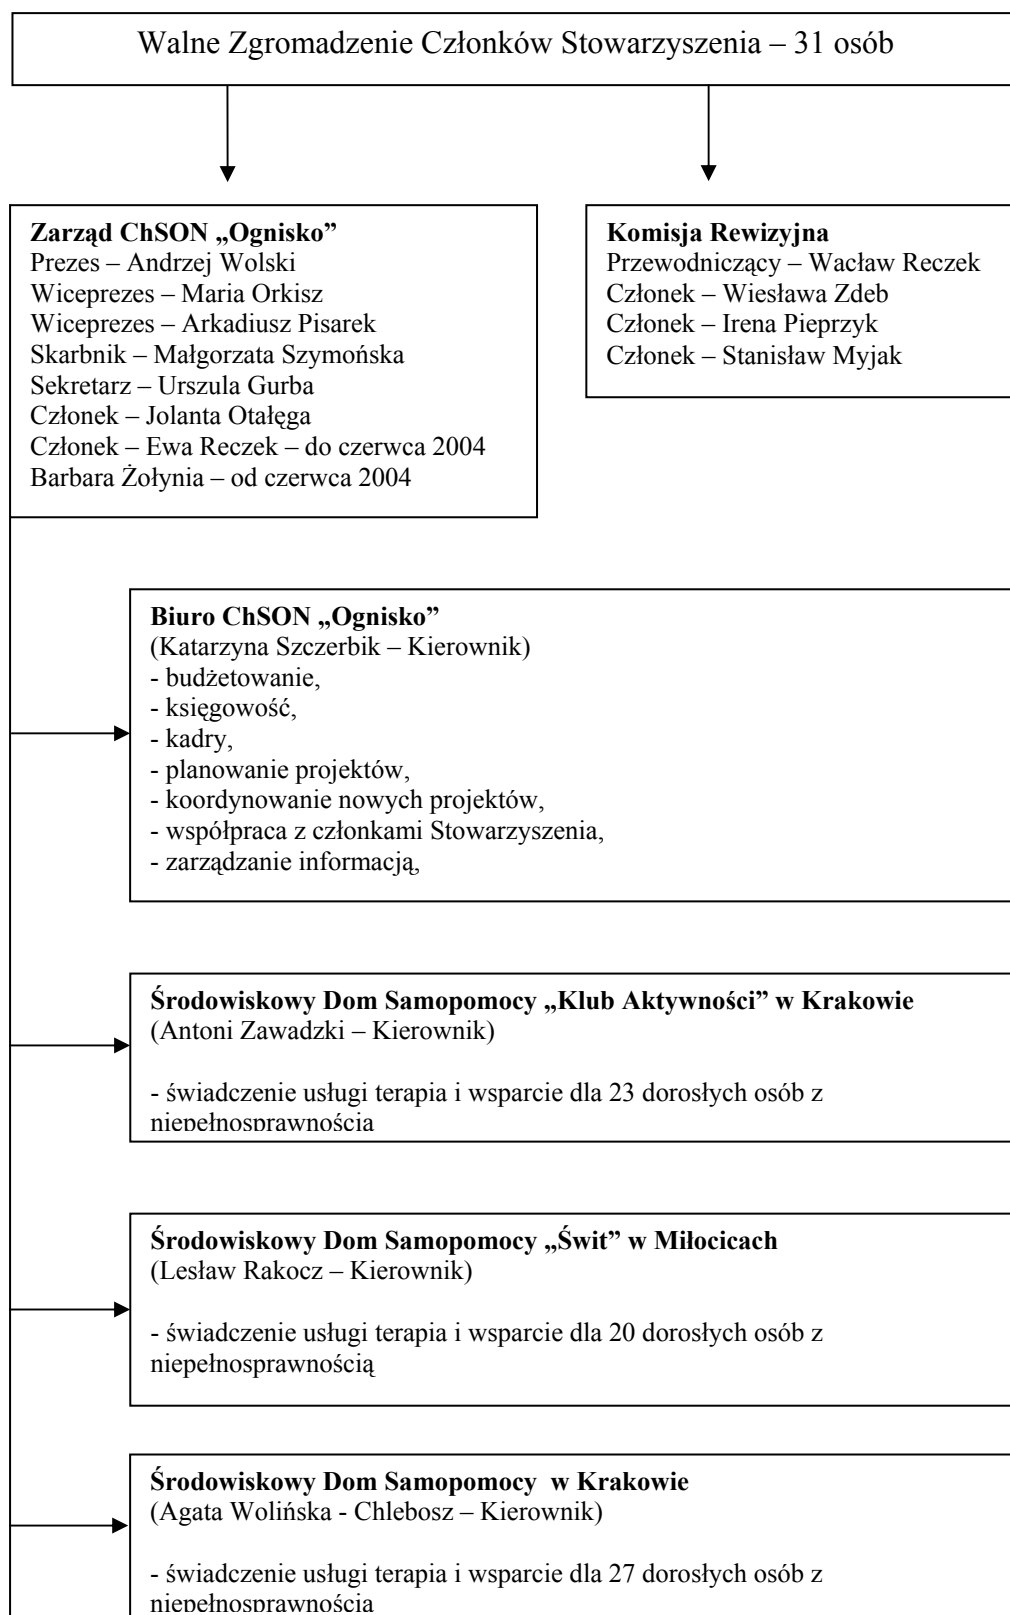 Walne Zgromadzenie Członków Stowarzyszenia – 31 osób
Zarząd ChSON „Ognisko”
Prezes – Andrzej Wolski
Wiceprezes – Maria Orkisz
Wiceprezes – Arkadiusz Pisarek
Skarbnik – Małgorzata Szymońska
Sekretarz – Urszula Gurba
Członek – Jolanta Otałęga
Członek – Ewa Reczek – do czerwca 2004
Barbara Żołynia – od czerwca 2004
Komisja Rewizyjna
Przewodniczący – Wacław Reczek
Członek – Wiesława Zdeb
Członek – Irena Pieprzyk
Członek – Stanisław Myjak
Biuro ChSON „Ognisko”
(Katarzyna Szczerbik – Kierownik)
- budżetowanie,
- księgowość,
- kadry,
- planowanie projektów,
- koordynowanie nowych projektów,
- współpraca z członkami Stowarzyszenia,
- zarządzanie informacją,
Środowiskowy Dom Samopomocy „Klub Aktywności” w Krakowie
(Antoni Zawadzki – Kierownik)
- świadczenie usługi terapia i wsparcie dla 23 dorosłych osób z
niepełnosprawnością
Środowiskowy Dom Samopomocy „Świt” w Miłocicach
(Lesław Rakocz – Kierownik)
- świadczenie usługi terapia i wsparcie dla 20 dorosłych osób z
niepełnosprawnością
Środowiskowy Dom Samopomocy  w Krakowie
(Agata Wolińska - Chlebosz – Kierownik)
- świadczenie usługi terapia i wsparcie dla 27 dorosłych osób z
niepełnosprawnością